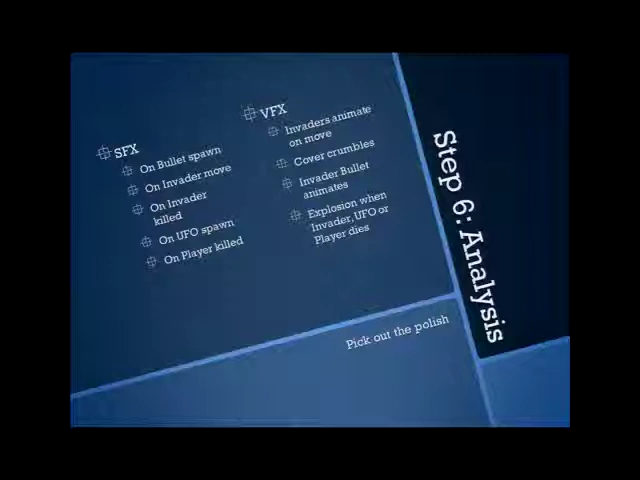 SFX
On Bullet spawn
On Invader move
On Invader
killed
On UFO spawn
On Player killed
VFX
Invaders animate
on move
Cover crumbles
Invader Bullet
animates
Explosion when
Invader, UFO or
Player dies
Step 6: Analysis
Pick out the polish